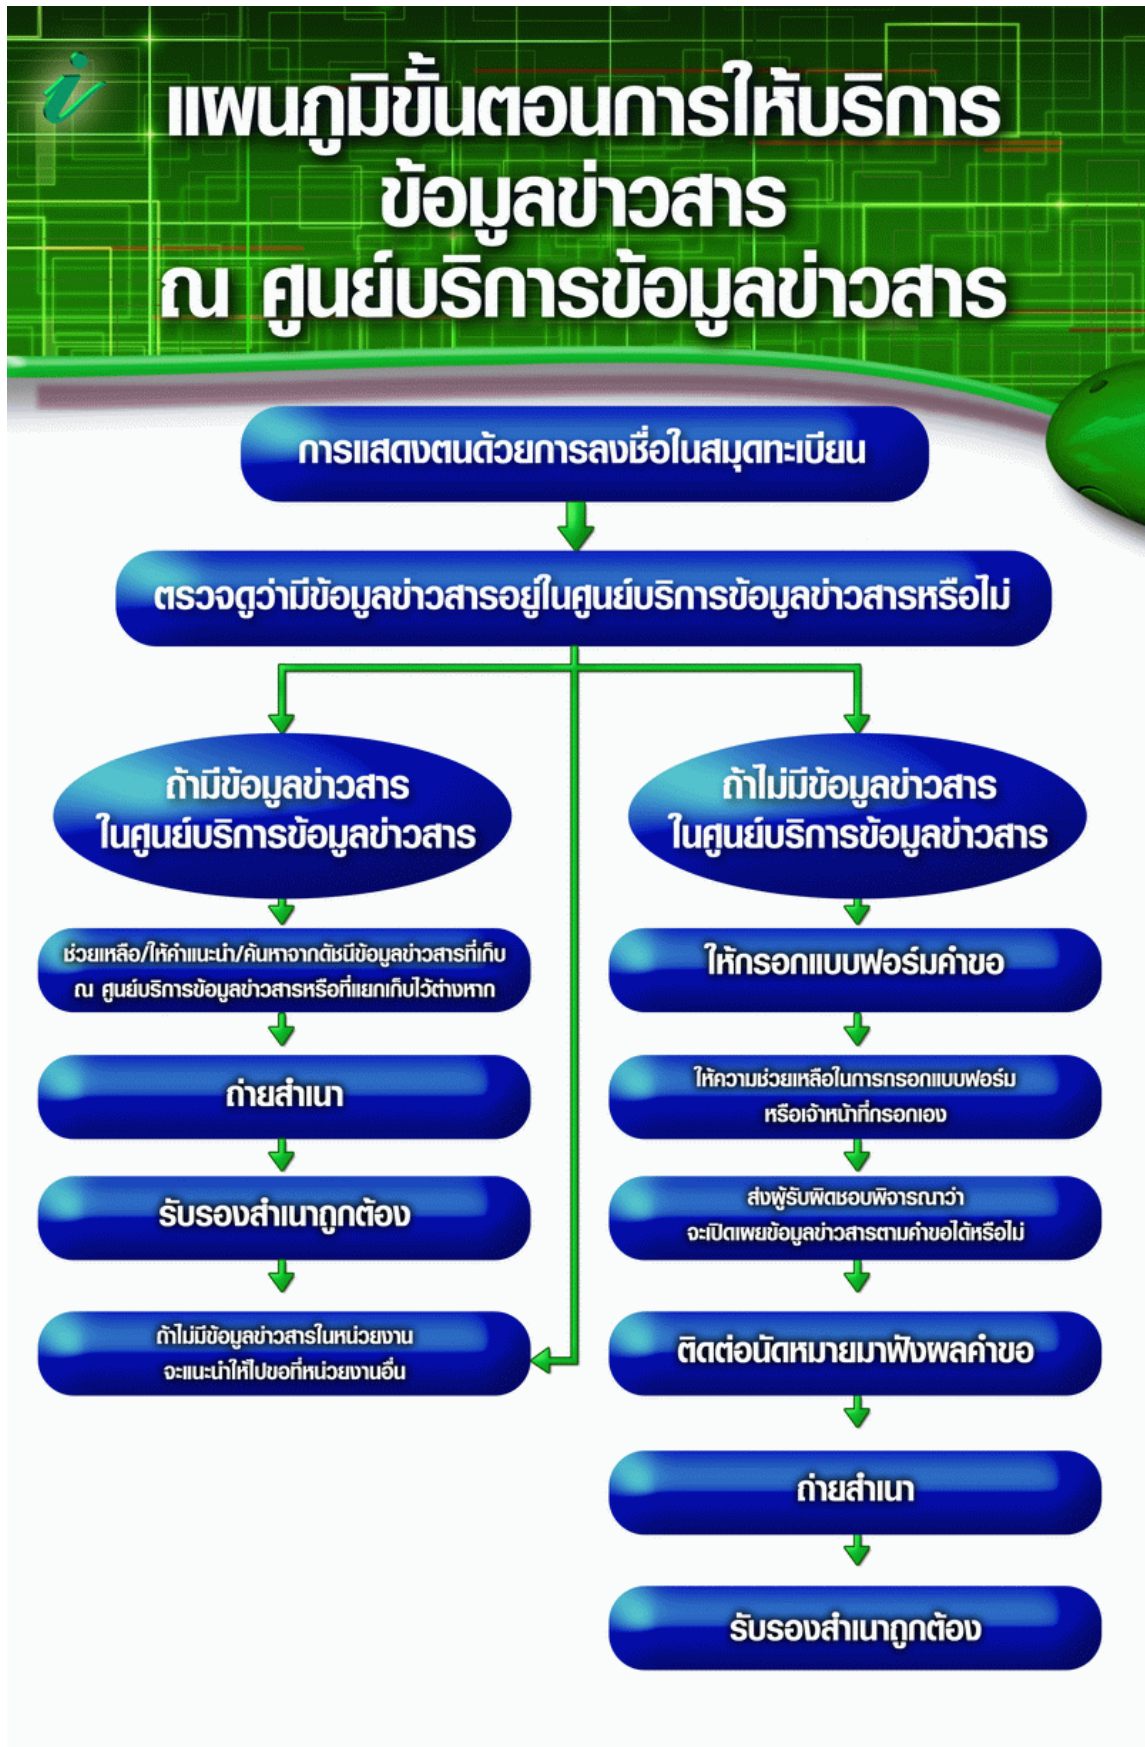 แผนภูมิขั้นตอนการให้บริการ
ข้อมูลข่าวสาร
ณ ศูนย์บริการข้อมูลข่าวสาร
การแสดงตนด้วยการลงชื่อในสมุดทะเบียน
ตรวจดูว่ามีข้อมูลข่าวสารอยู่ในศูนย์บริการข้อมูลข่าวสารหรือไม่
ถ้ามีข้อมูลข่าวสาร
ในศูนย์บริการข้อมูลข่าวสาร
ช่วยเหลือ/ให้คำแนะนำ/ค้นหาจากดัชนีข้อมูลข่าวสารที่เก็บ
ณ ศูนย์บริการข้อมูลข่าวสารหรือที่แยกเก็บไว้ต่างหาก
ถ่ายสำเนา
รับรองสำเนาถูกต้อง
ถ้าไม่มีข้อมูลข่าวสารในหน่วยงาน
จะแนะนำให้ไปขอที่หน่วยงานอื่น
ถ้าไม่มีข้อมูลข่าวสาร
ในศูนย์บริการข้อมูลข่าวสาร
ให้กรอกแบบฟอร์มคำขอ
ให้ความช่วยเหลือในการกรอกแบบฟอร์ม
หรือเจ้าหน้าที่กรอกเอง
ส่งผู้รับผิดชอบพิจารณาว่า
จะเปิดเผยข้อมูลข่าวสารตามคำขอได้หรือไม่
ติดต่อนัดหมายมาฟังผลคำขอ
ถ่ายสำเนา
รับรองสำเนาถูกต้อง